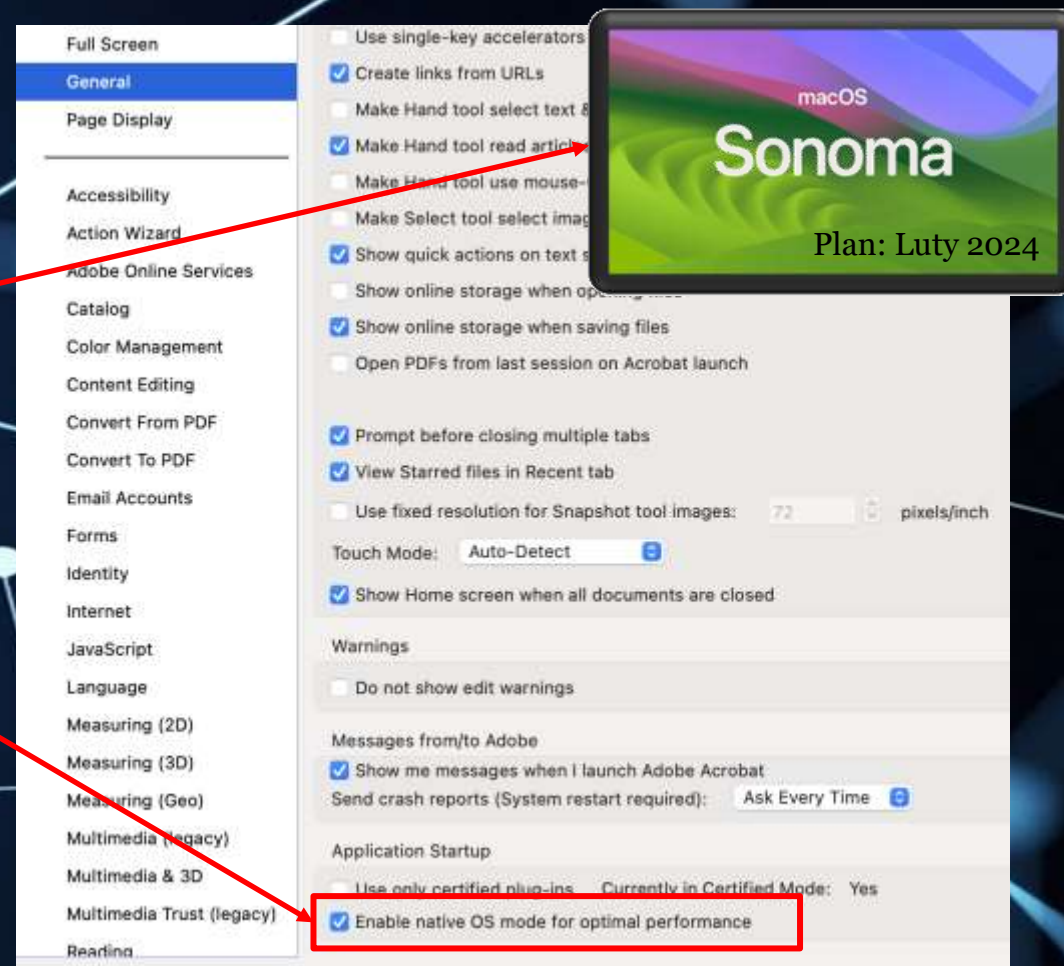 Full Screen
General
Page Display
Accessibility
Action Wizard
Adobe Online Services
Catalog
Color Management
Content Editing
Convert From PDF
Convert To PDF
Email Accounts
Forms
Identity
Internet
JavaScript
Language
Measuring (2D)
Measuring (3D)
Measuring (Geo)
Multimedia (legacy)
Multimedia & 3D
Multimedia Trust (legacy)
Reading
Use single-key accelerators
Create links from URLs
Make Hand tool select text &
Make Hand tool read
Make Hand tool use mouse-
Make Select tool select
Show quick actions on text
Show online storage when
Show online storage when saving files
Open PDFs from last session on Acrobat launch
Prompt before closing multiple tabs
View Starred files in Recent tab
Use fixed resolution for Snapshot tool images: 72 pixels/inch
Touch Mode: Auto-Detect
Show Home screen when all documents are closed
Warnings
Do not show edit warnings
Messages from/to Adobe
Show me messages when I launch Adobe Acrobat
Send crash reports (System restart required): Ask Every Time
Application Startup
Use only certified plug-ins Currently in Certified Mode: Yes
Enable native OS mode for optimal performance
macOS
Sonoma
Plan: Luty 2024